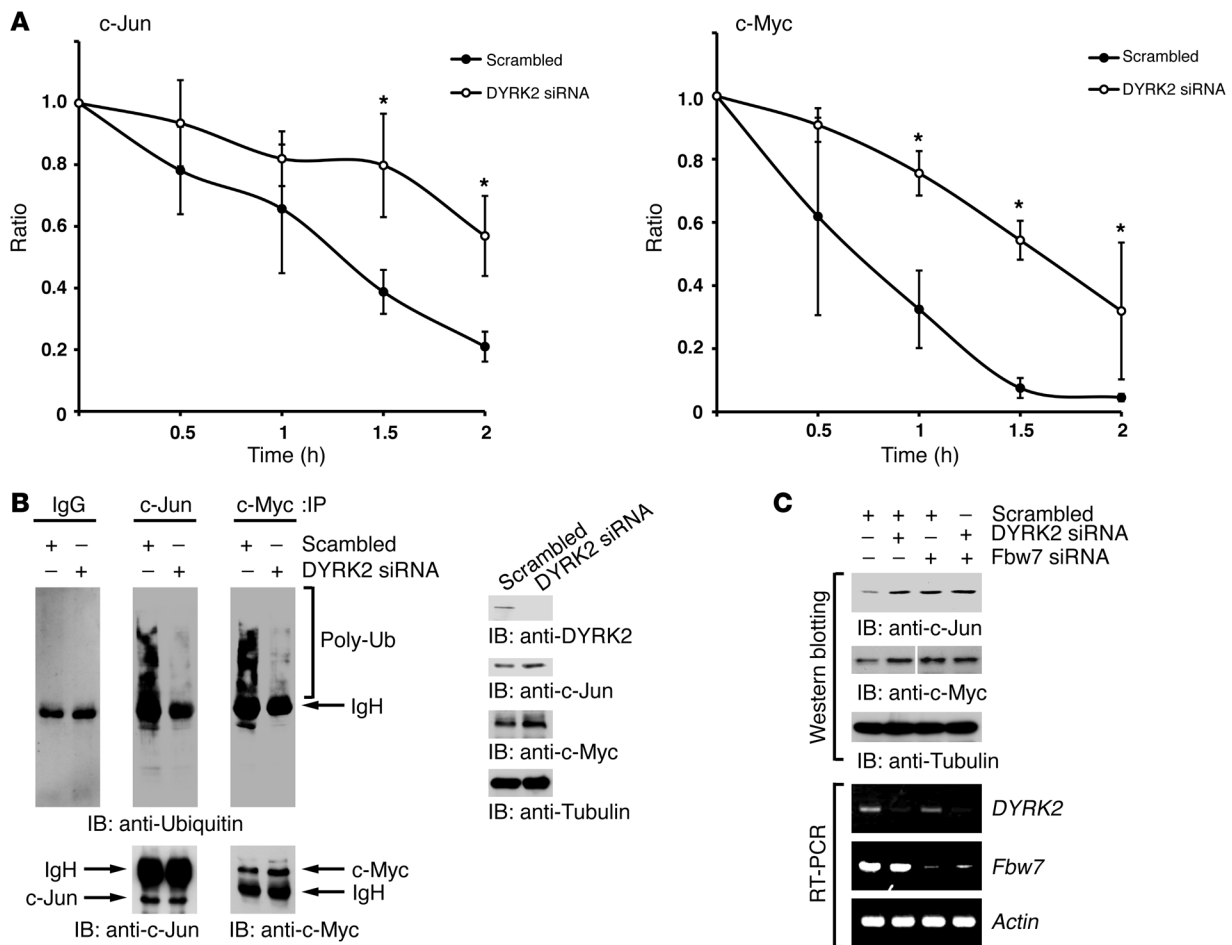 A
c-Jun
Scrambled
DYRK2 siRNA
1.0
0.8
0.6
0.4
0.2
0
Ratio
*
*
0.5
1
1.5
2
Time (h)
c-Myc
Scrambled
DYRK2 siRNA
1.0
0.8
0.6
0.4
0.2
0
Ratio
*
*
*
*
0.5
1
1.5
2
Time (h)
B
IgG c-Jun c-Myc :IP
+ − + − + − Scambled
− + − + − + DYRK2 siRNA
Poly-Ub
IgH
IB: anti-Ubiquitin
IgH
c-Jun
IB: anti-c-Jun
c-Myc
IgH
IB: anti-c-Myc
Scrambled
DYRK2 siRNA
IB: anti-DYRK2
IB: anti-c-Jun
IB: anti-c-Myc
IB: anti-Tubulin
C
+ + + − Scrambled
− + − + DYRK2 siRNA
− − + + Fbw7 siRNA
Western blotting
IB: anti-c-Jun
IB: anti-c-Myc
IB: anti-Tubulin
RT-PCR
DYRK2
Fbw7
Actin